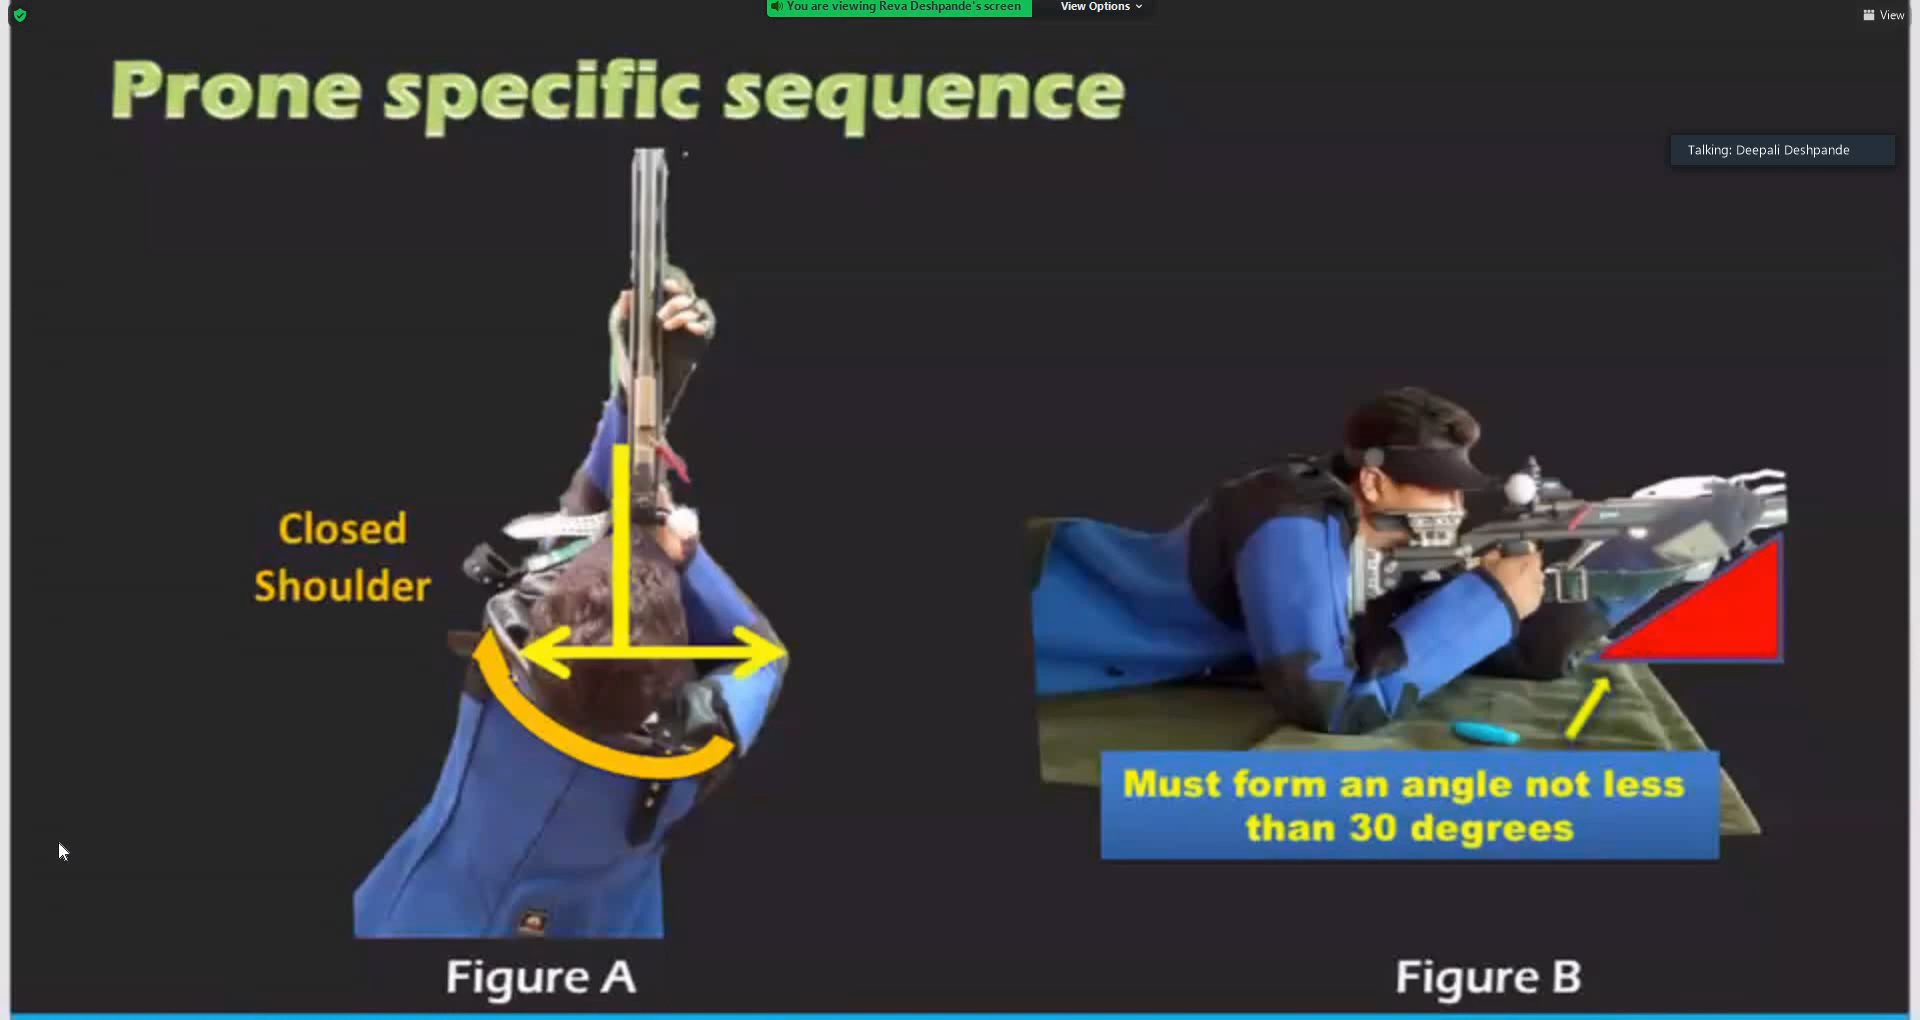 You are viewing Reva Deshpande's screen
View Options
View
Prone specific sequence
Talking: Deepali Deshpande
Closed
Shoulder
Must form an angle not less
than 30 degrees
Figure A
Figure B